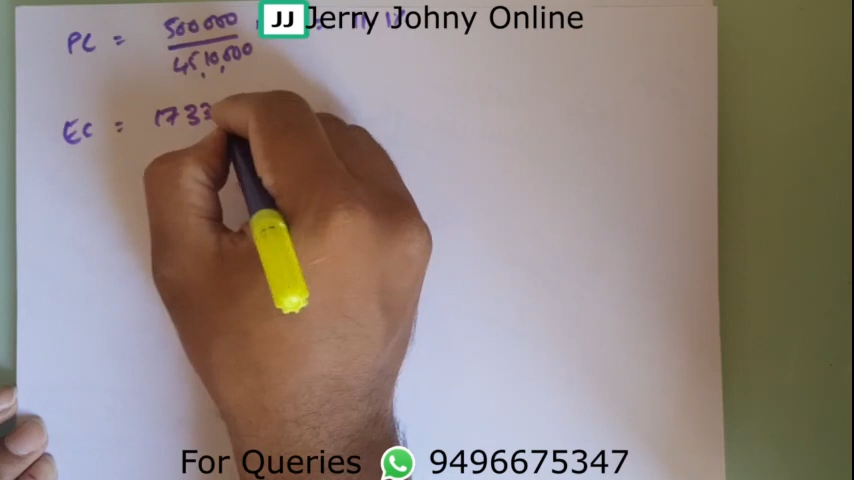 JJ Jerry Johny Online
PC = 500000
45,10,000
EC = 1733
For Queries 9496675347